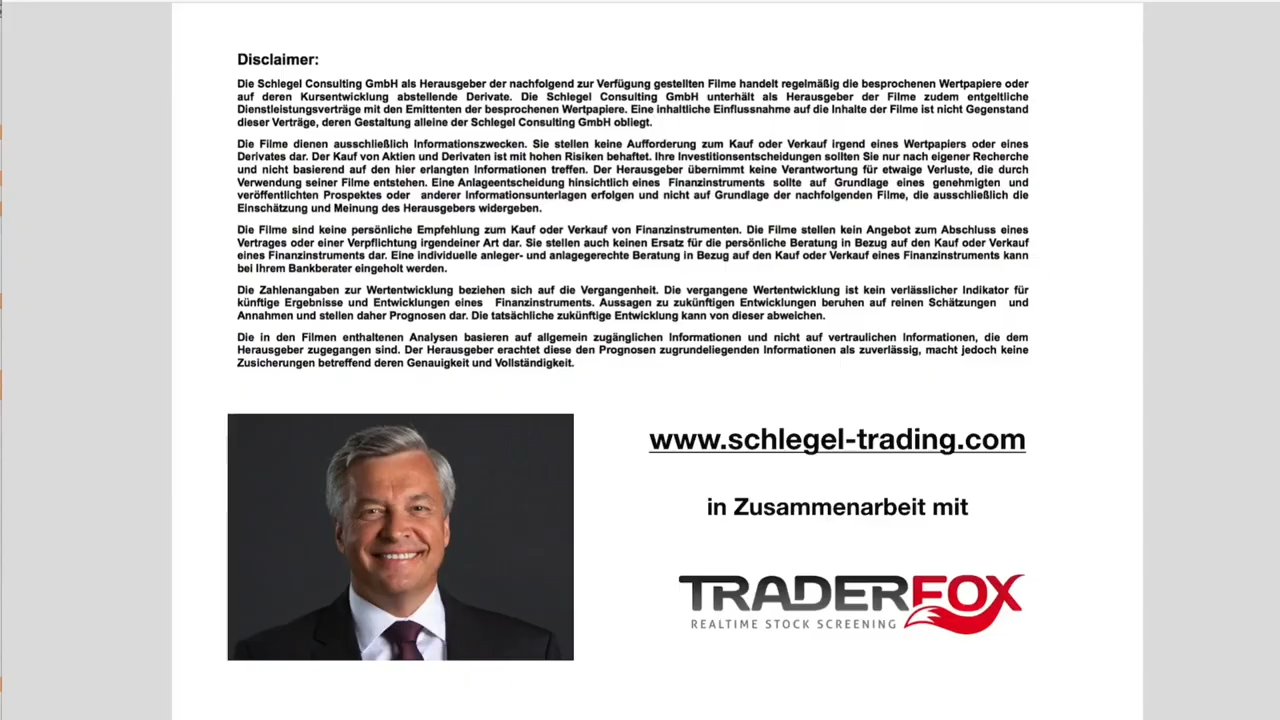 Disclaimer:
Die Schlegel Consulting GmbH als Herausgeber der nachfolgend zur Verfügung gestellten Filme handelt regelmäßig die besprochenen Wertpapiere oder
auf deren Kursentwicklung abstellende Derivate. Die Schlegel Consulting GmbH unterhält als Herausgeber der Filme zudem entgeltliche
Dienstleistungsverträge mit den Emittenten der besprochenen Wertpapiere. Eine inhaltliche Einflussnahme auf die Inhalte der Filme ist nicht Gegenstand
dieser Verträge, deren Gestaltung alleine der Schlegel Consulting GmbH obliegt.
Die Filme dienen ausschließlich Informationszwecken. Sie stellen keine Aufforderung zum Kauf oder Verkauf irgend eines Wertpapiers oder eines
Derivates dar. Der Kauf von Aktien und Derivaten ist mit hohen Risiken behaftet. Ihre Investitionsentscheidungen sollten Sie nur nach eigener Recherche
und nicht basierend auf den hier erlangten Informationen treffen. Der Herausgeber übernimmt keine Verantwortung für etwaige Verluste, die durch
Verwendung seiner Filme entstehen. Eine Anlageentscheidung hinsichtlich eines Finanzinstruments sollte auf Grundlage eines genehmigten und
veröffentlichten Prospektes oder anderer Informationsunterlagen erfolgen und nicht auf Grundlage der nachfolgenden Filme, die ausschließlich die
Einschätzung und Meinung des Herausgebers widergeben.
Die Filme sind keine persönliche Empfehlung zum Kauf oder Verkauf von Finanzinstrumenten. Die Filme stellen kein Angebot zum Abschluss eines
Vertrages oder einer Verpflichtung irgendeiner Art dar. Sie stellen auch keinen Ersatz für die persönliche Beratung in Bezug auf den Kauf oder Verkauf
eines Finanzinstruments dar. Eine individuelle anleger- und anlagegerechte Beratung in Bezug auf den Kauf oder Verkauf eines Finanzinstruments kann
bei Ihrem Bankberater eingeholt werden.
Die Zahlenangaben zur Wertentwicklung beziehen sich auf die Vergangenheit. Die vergangene Wertentwicklung ist kein verlässlicher Indikator für
künftige Ergebnisse und Entwicklungen eines Finanzinstruments. Aussagen zu zukünftigen Entwicklungen beruhen auf reinen Schätzungen und
Annahmen und stellen daher Prognosen dar. Die tatsächliche zukünftige Entwicklung kann von dieser abweichen.
Die in den Filmen enthaltenen Analysen basieren auf allgemein zugänglichen Informationen und nicht auf vertraulichen Informationen, die dem
Herausgeber zugegangen sind. Der Herausgeber erachtet diese den Prognosen zugrundeliegenden Informationen als zuverlässig, macht jedoch keine
Zusicherungen betreffend deren Genauigkeit und Vollständigkeit.
www.schlegel-trading.com
in Zusammenarbeit mit
TRADERFOX
REALTIME STOCK SCREENING